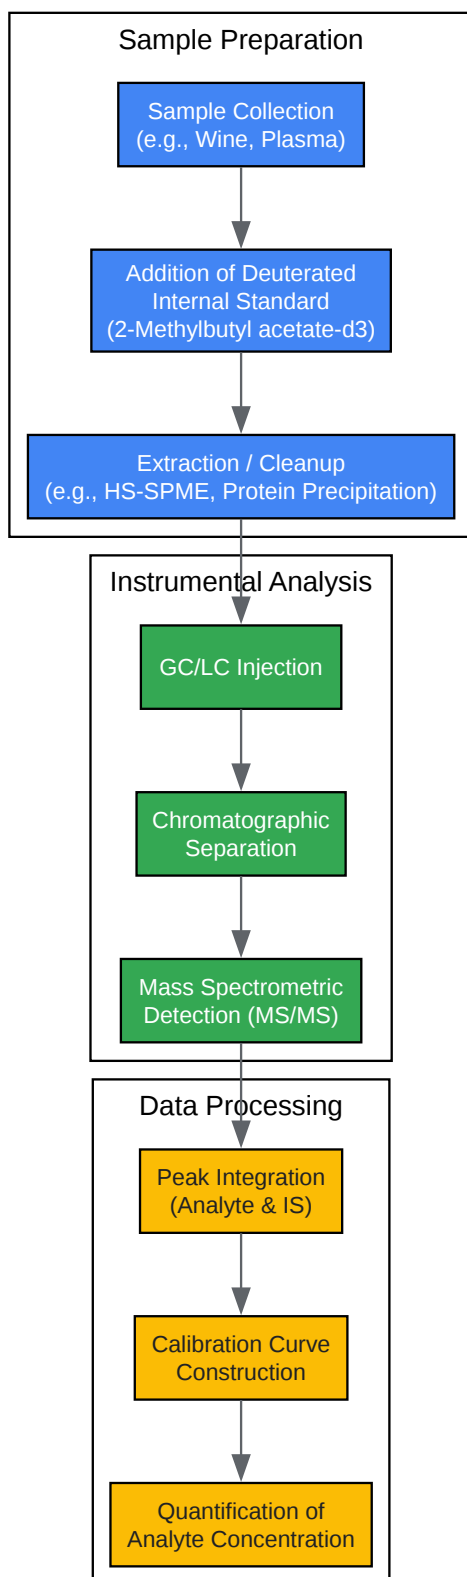 Sample Preparation
Sample Collection
(e.g., Wine, Plasma)
Addition of Deuterated
Internal Standard
(2-Methylbutyl acetate-d3)
Extraction / Cleanup
(e.g., HS-SPME, Protein Precipitation)
Instrumental Analysis
GC/LC Injection
Chromatographic
Separation
Mass Spectrometric
Detection (MS/MS)
Data Processing
Peak Integration
(Analyte & IS)
Calibration Curve
Construction
Quantification of
Analyte Concentration